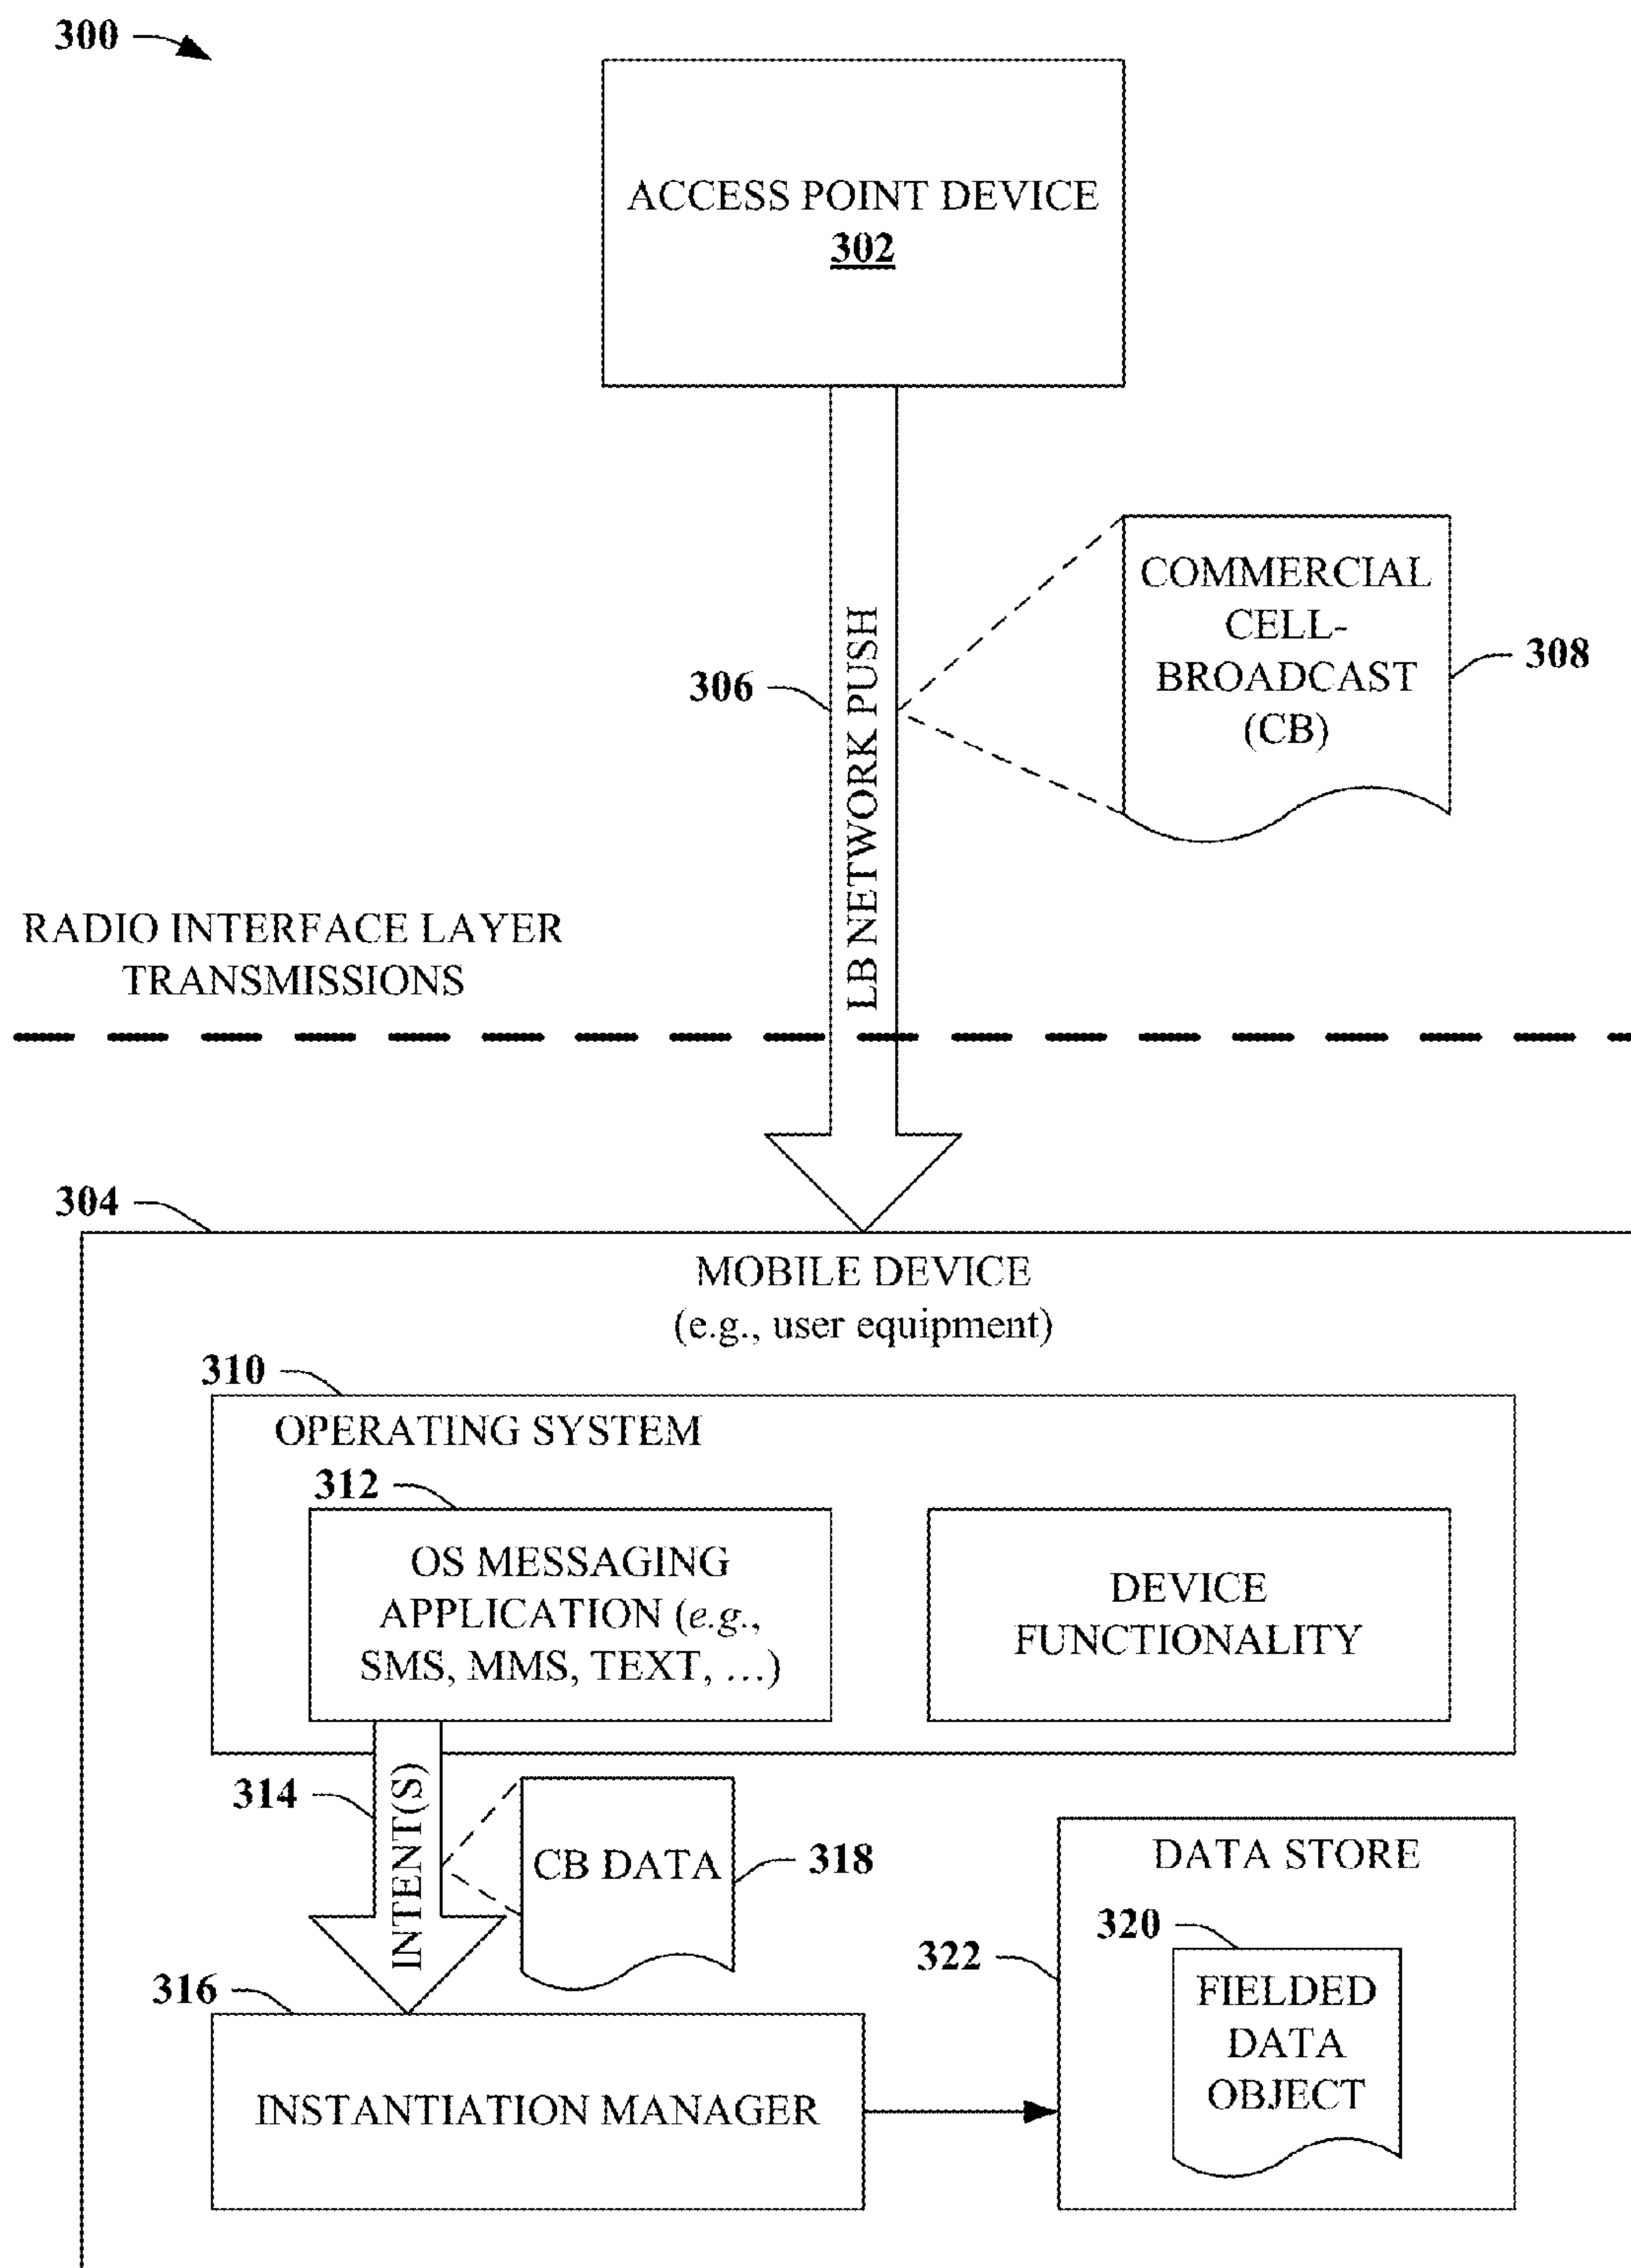 300
ACCESS POINT DEVICE
302
COMMERCIAL
CELL-
BROADCAST
(CB)
308
306
LB NETWORK PUSH
RADIO INTERFACE LAYER
TRANSMISSIONS
304
MOBILE DEVICE
(e.g., user equipment)
310
OPERATING SYSTEM
312
OS MESSAGING
APPLICATION (e.g.,
SMS, MMS, TEXT, …)
DEVICE
FUNCTIONALITY
314
INTENT(S)
CB DATA
318
DATA STORE
320
322
FIELDED
DATA
OBJECT
316
INSTANTIATION MANAGER